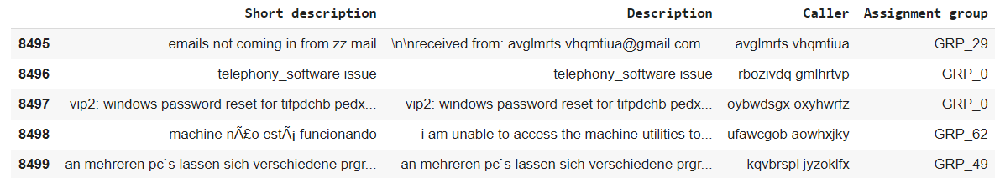 Short description Description Caller Assignment group
8495 emails not coming in from zz mail \n\nreceived from: avglmrts.vhqmtiua@gmail.com... avglmrts vhqmtiua GRP_29
8496 telephony_software issue telephony_software issue rbozivdq gmlhrtvp GRP_0
8497 vip2: windows password reset for tifpdchb pedx... vip2: windows password reset for tifpdchb pedx... oybwdsgx oxyhwrfz GRP_0
8498 machine nÃ£o estÃ¡ funcionando i am unable to access the machine utilities to... ufawcgob aowhxjky GRP_62
8499 an mehreren pc`s lassen sich verschiedene prgr... an mehreren pc`s lassen sich verschiedene prgr... kqvbrspl jyzoklfx GRP_49